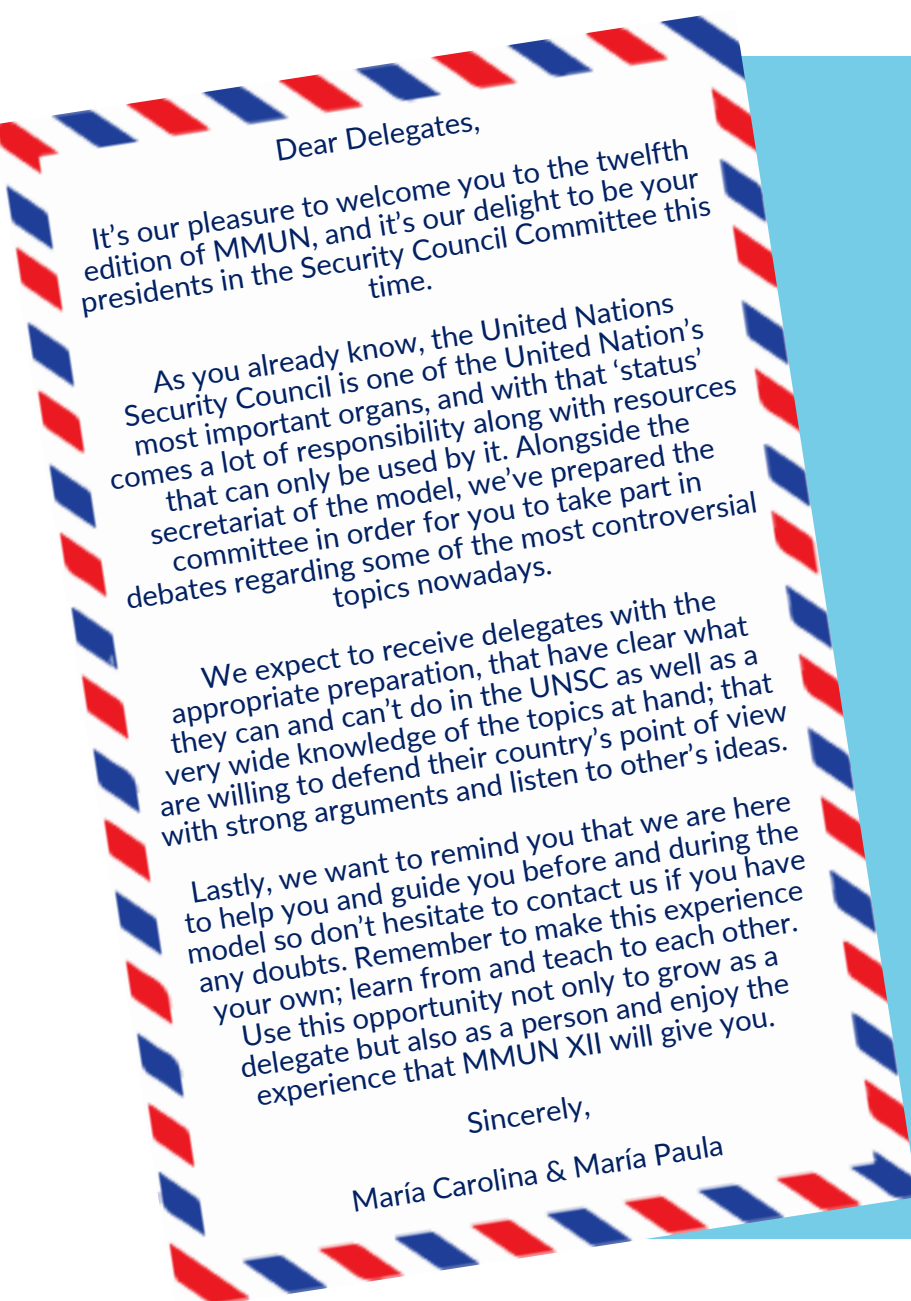 Dear Delegates,
It's our pleasure to welcome you to the twelfth
edition of MMUN, and it's our delight to be your
presidents in the Security Council Committee this
time.
As you already know, the United Nations
Security Council is one of the United Nation's
most important organs, and with that ‘status’
comes a lot of responsibility along with resources
that can only be used by it. Alongside the
secretariat of the model, we've prepared the
committee in order for you to take part in
debates regarding some of the most controversial
topics nowadays.
We expect to receive delegates with the
appropriate preparation, that have clear what
they can and can't do in the UNSC as well as a
very wide knowledge of the topics at hand; that
are willing to defend their country's point of view
with strong arguments and listen to other's ideas.
Lastly, we want to remind you that we are here
to help you and guide you before and during the
model so don't hesitate to contact us if you have
any doubts. Remember to make this experience
your own; learn from and teach to each other.
Use this opportunity not only to grow as a
delegate but also as a person and enjoy the
experience that MMUN XII will give you.
Sincerely,
María Carolina & María Paula